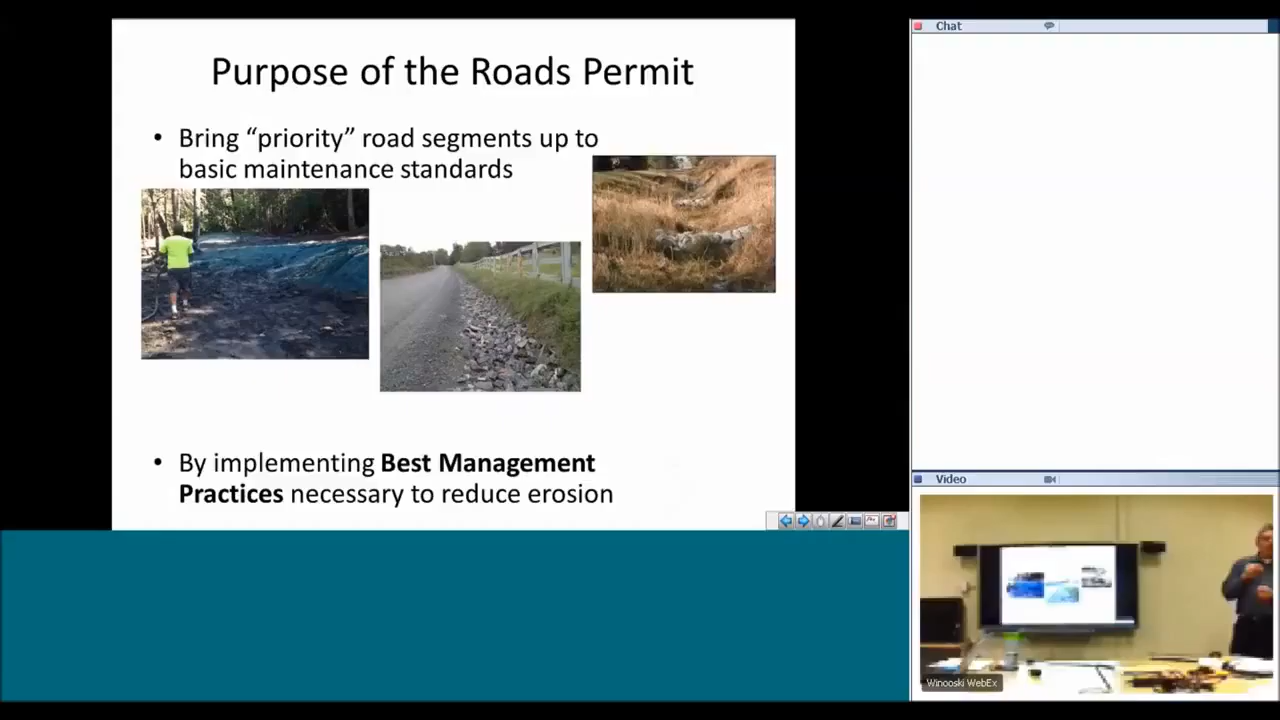 Purpose of the Roads Permit
• Bring “priority” road segments up to
basic maintenance standards
• By implementing Best Management
Practices necessary to reduce erosion
Chat
Video
Winooski WebEx